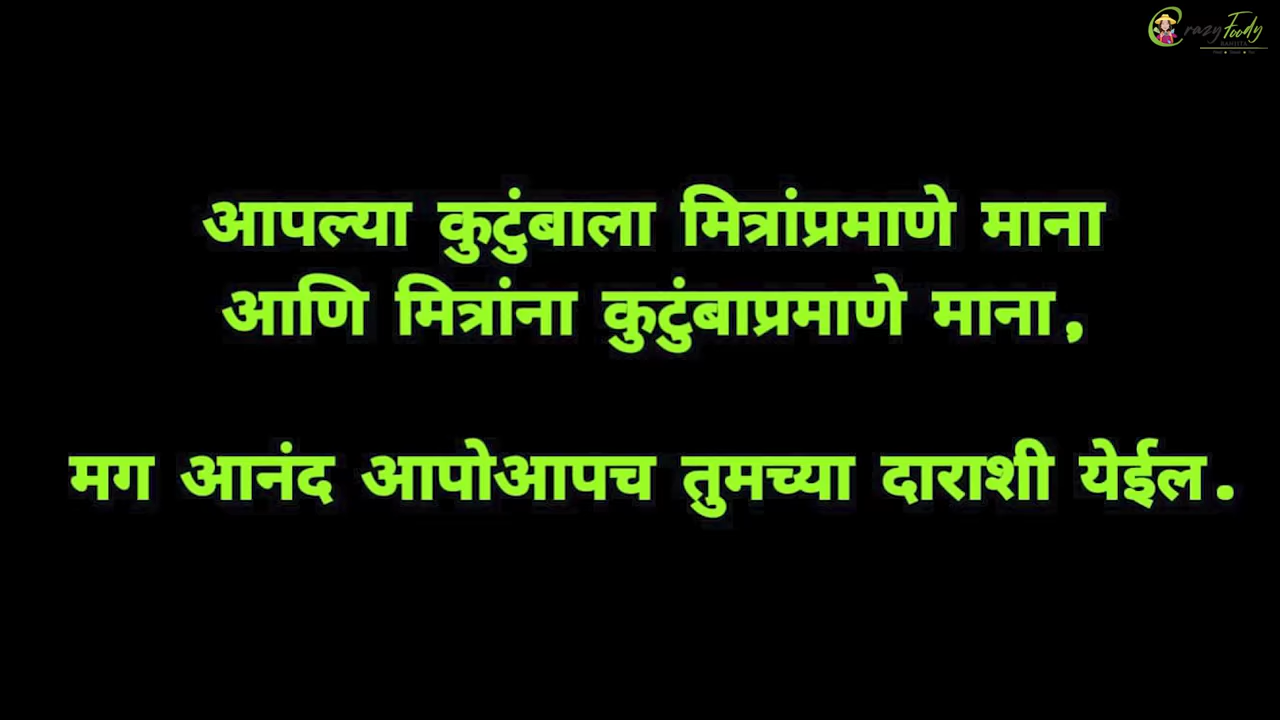 Crazy Foody
आपल्या कुटुंबाला मित्रांप्रमाणे माना
आणि मित्रांना कुटुंबाप्रमाणे माना,
मग आनंद आपोआपच तुमच्या दाराशी येईल.